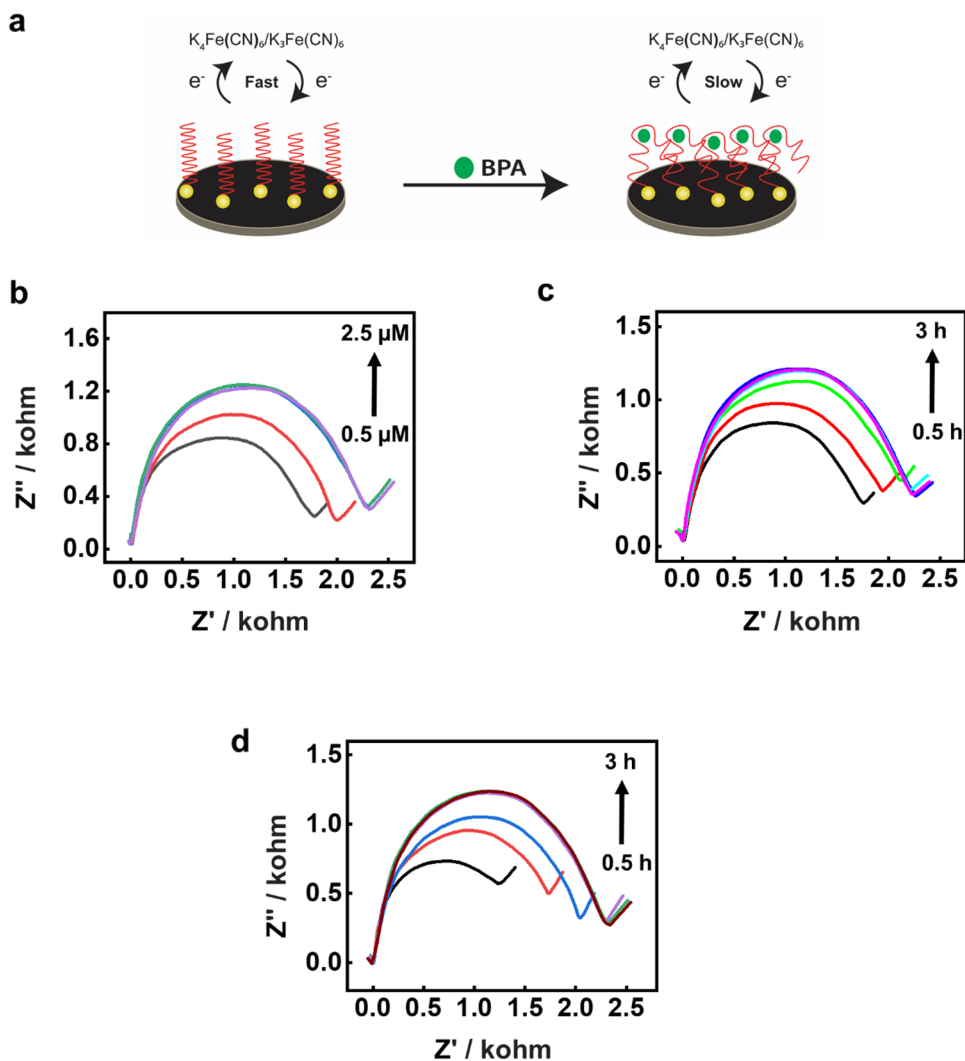 a
K₄Fe(CN)₆/K₃Fe(CN)₆
e⁻ Fast e⁻
BPA
K₄Fe(CN)₆/K₃Fe(CN)₆
e⁻ Slow e⁻
b
Z'' / kohm
1.6
1.2
0.8
0.4
0.0
2.5 μM
0.5 μM
0.0 0.5 1.0 1.5 2.0 2.5
Z' / kohm
c
Z'' / kohm
1.5
1.0
0.5
0.0
3 h
0.5 h
0.0 0.5 1.0 1.5 2.0 2.5
Z' / kohm
d
Z'' / kohm
1.5
1.0
0.5
0.0
3 h
0.5 h
0.0 0.5 1.0 1.5 2.0 2.5
Z' / kohm